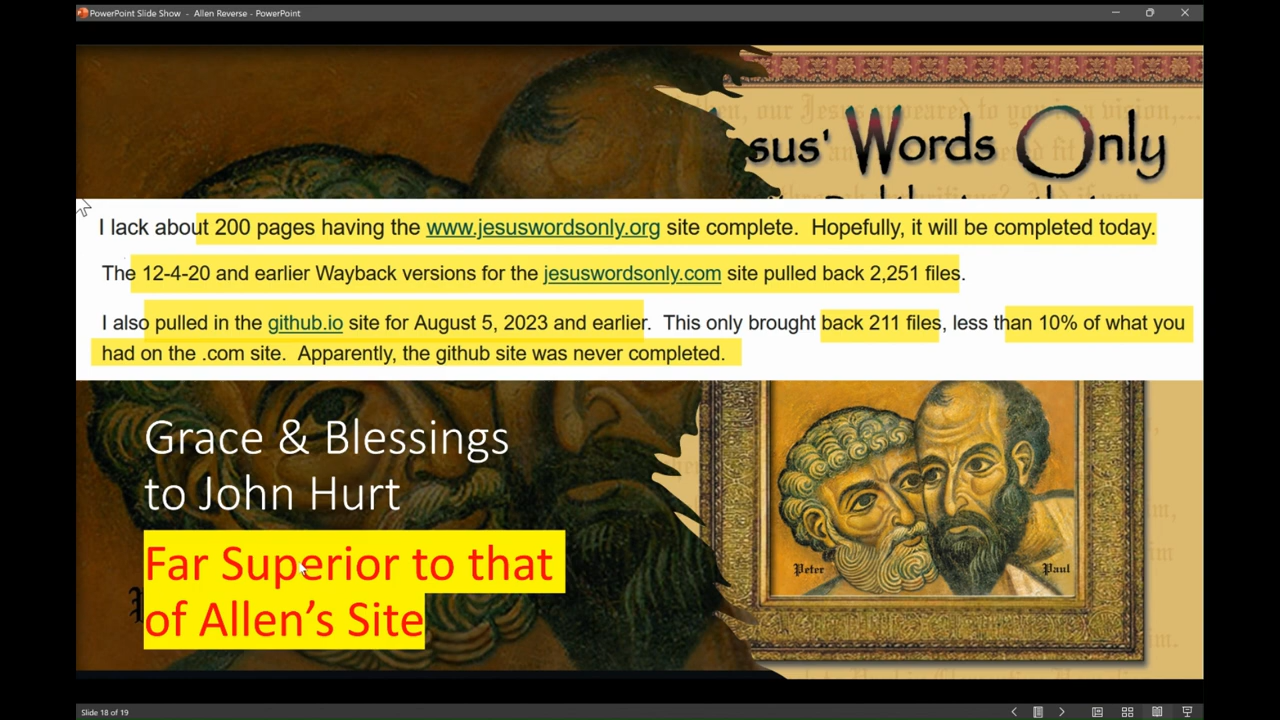 PowerPoint Slide Show - Allen Reverse - PowerPoint
sus' Words Only
I lack about 200 pages having the www.jesuswordsonly.org site complete. Hopefully, it will be completed today.
The 12-4-20 and earlier Wayback versions for the jesuswordsonly.com site pulled back 2,251 files.
I also pulled in the github.io site for August 5, 2023 and earlier. This only brought back 211 files, less than 10% of what you
had on the .com site. Apparently, the github site was never completed.
Grace & Blessings
to John Hurt
Far Superior to that
of Allen's Site
Peter
Paul
Slide 18 of 19